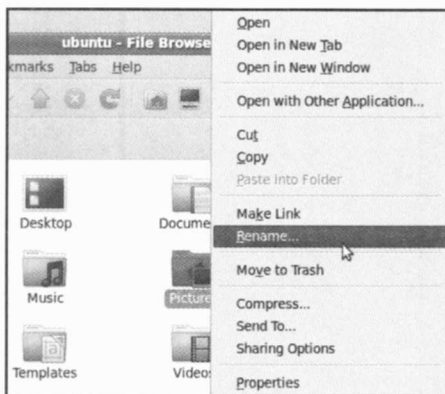 ubuntu - File Browse
kmarks Tabs Help
Desktop
Docume
Music
Picture
Templates
Video
Open
Open in New Tab
Open in New Window
Open with Other Application...
Cut
Copy
Paste Into Folder
Make Link
Rename...
Move to Trash
Compress...
Send To...
Sharing Options
Properties